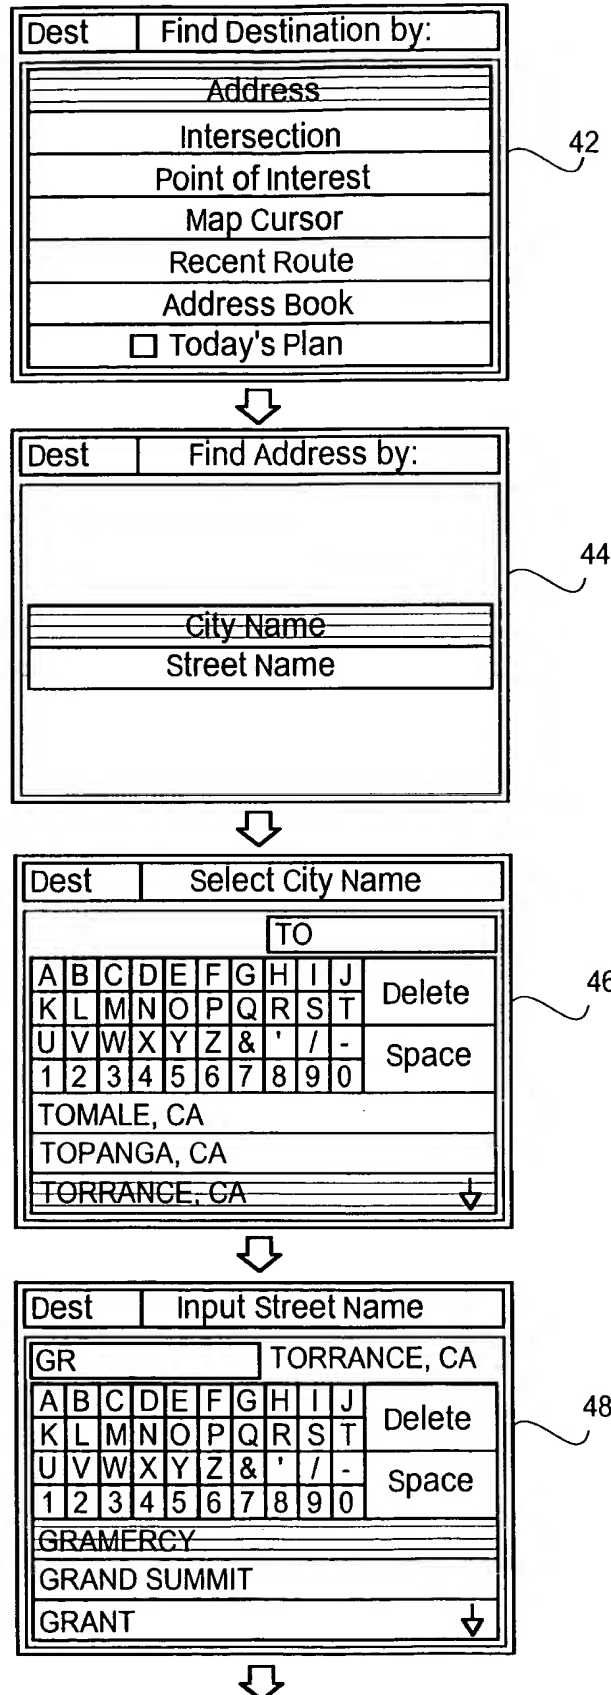 Dest Find Destination by:
Address
Intersection
42
Point of Interest
Map Cursor
Recent Route
Address Book
Today's Plan
Dest Find Address by:
44
City Name
Street Name
Dest Select City Name
TO
A B C D E F G H I J
Delete
46
K L M N O P Q R S T
U V W X Y Z & ' / -
Space
1 2 3 4 5 6 7 8 9 0
TOMALE, CA
TOPANGA, CA
TORRANCE, CA
Dest Input Street Name
GR TORRANCE, CA
A B C D E F G H I J
Delete
48
K L M N O P Q R S T
U V W X Y Z & ' / -
Space
1 2 3 4 5 6 7 8 9 0
GRAMERCY
GRAND SUMMIT
GRANT